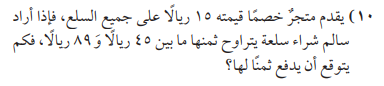 ١٠) يقدم متجرٌ خصمًا قيمته ١٥ ريالًا على جميع السلع، فإذا أراد
سالم شراء سلعة يتراوح ثمنها ما بين ٤٥ ريالًا وَ ٨٩ ريالًا، فكم
يتوقع أن يدفع ثمنًا لها؟